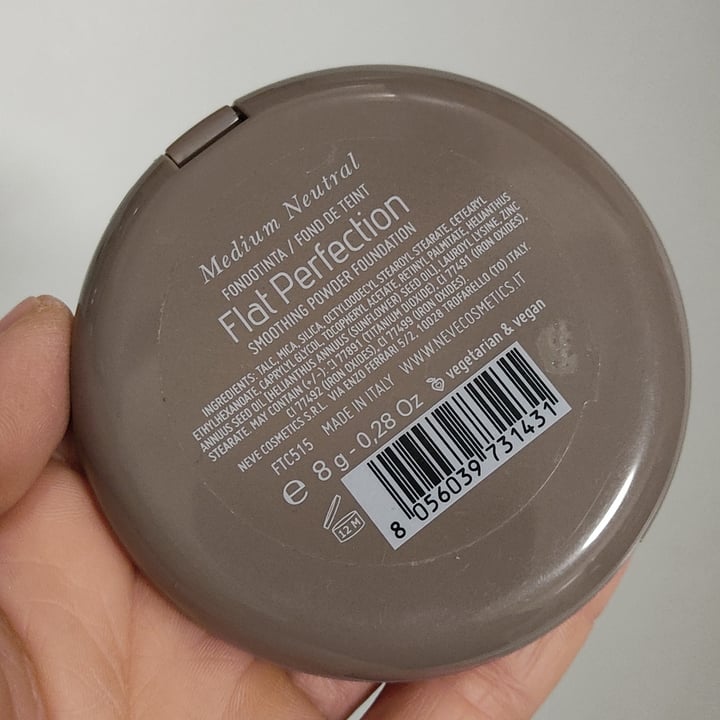 Medium Neutral
FONDOTINTA / FOND DE TEINT
Flat Perfection
SMOOTHING POWDER FOUNDATION
INGREDIENTS: TALC, MICA, SILICA, OCTYLDODECYL STEAROYL STEARATE, CETEARYL
ETHYLHEXANOATE, CAPRYLYL GLYCOL, TOCOPHERYL ACETATE, RETINYL PALMITATE, HELIANTHUS
ANNUUS SEED OIL (HELIANTHUS ANNUUS (SUNFLOWER) SEED OIL), LAUROYL LYSINE, ZINC
STEARATE. MAY CONTAIN (+/-): CI 77891 (TITANIUM DIOXIDE), CI 77491 (IRON OXIDES),
CI 77492 (IRON OXIDES), CI 77499 (IRON OXIDES).
NEVE COSMETICS S.R.L. VIA ENZO FERRARI 5/2, 10028 TROFARELLO (TO) ITALY.
FTC515 MADE IN ITALY WWW.NEVECOSMETICS.IT
e 8 g - 0,28 Oz vegetarian & vegan
12 M
8 056039 731431